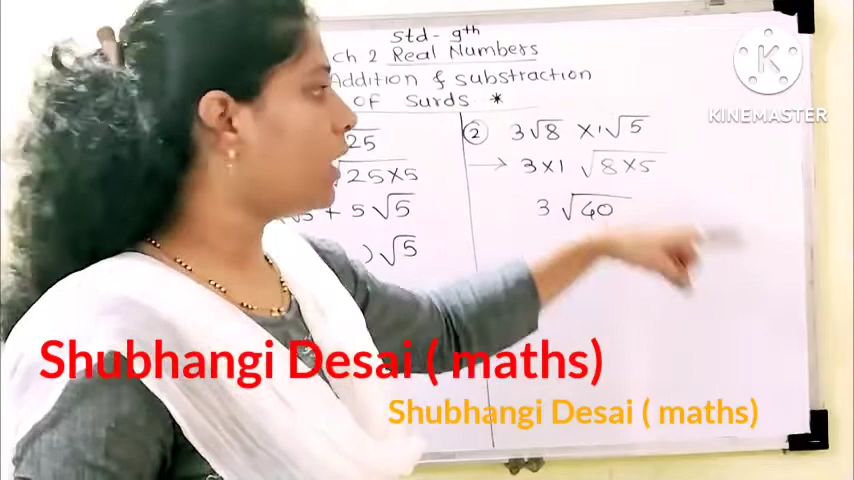 std - 9th
ch 2 Real Numbers
Addition & substraction
OF surds *
25
√25×5
+ 5√5
)√5
② 3√8 ×1√5
→ 3×1 √8×5
3√40
K
KINEMASTER
Shubhangi Desai ( maths)
Shubhangi Desai ( maths)